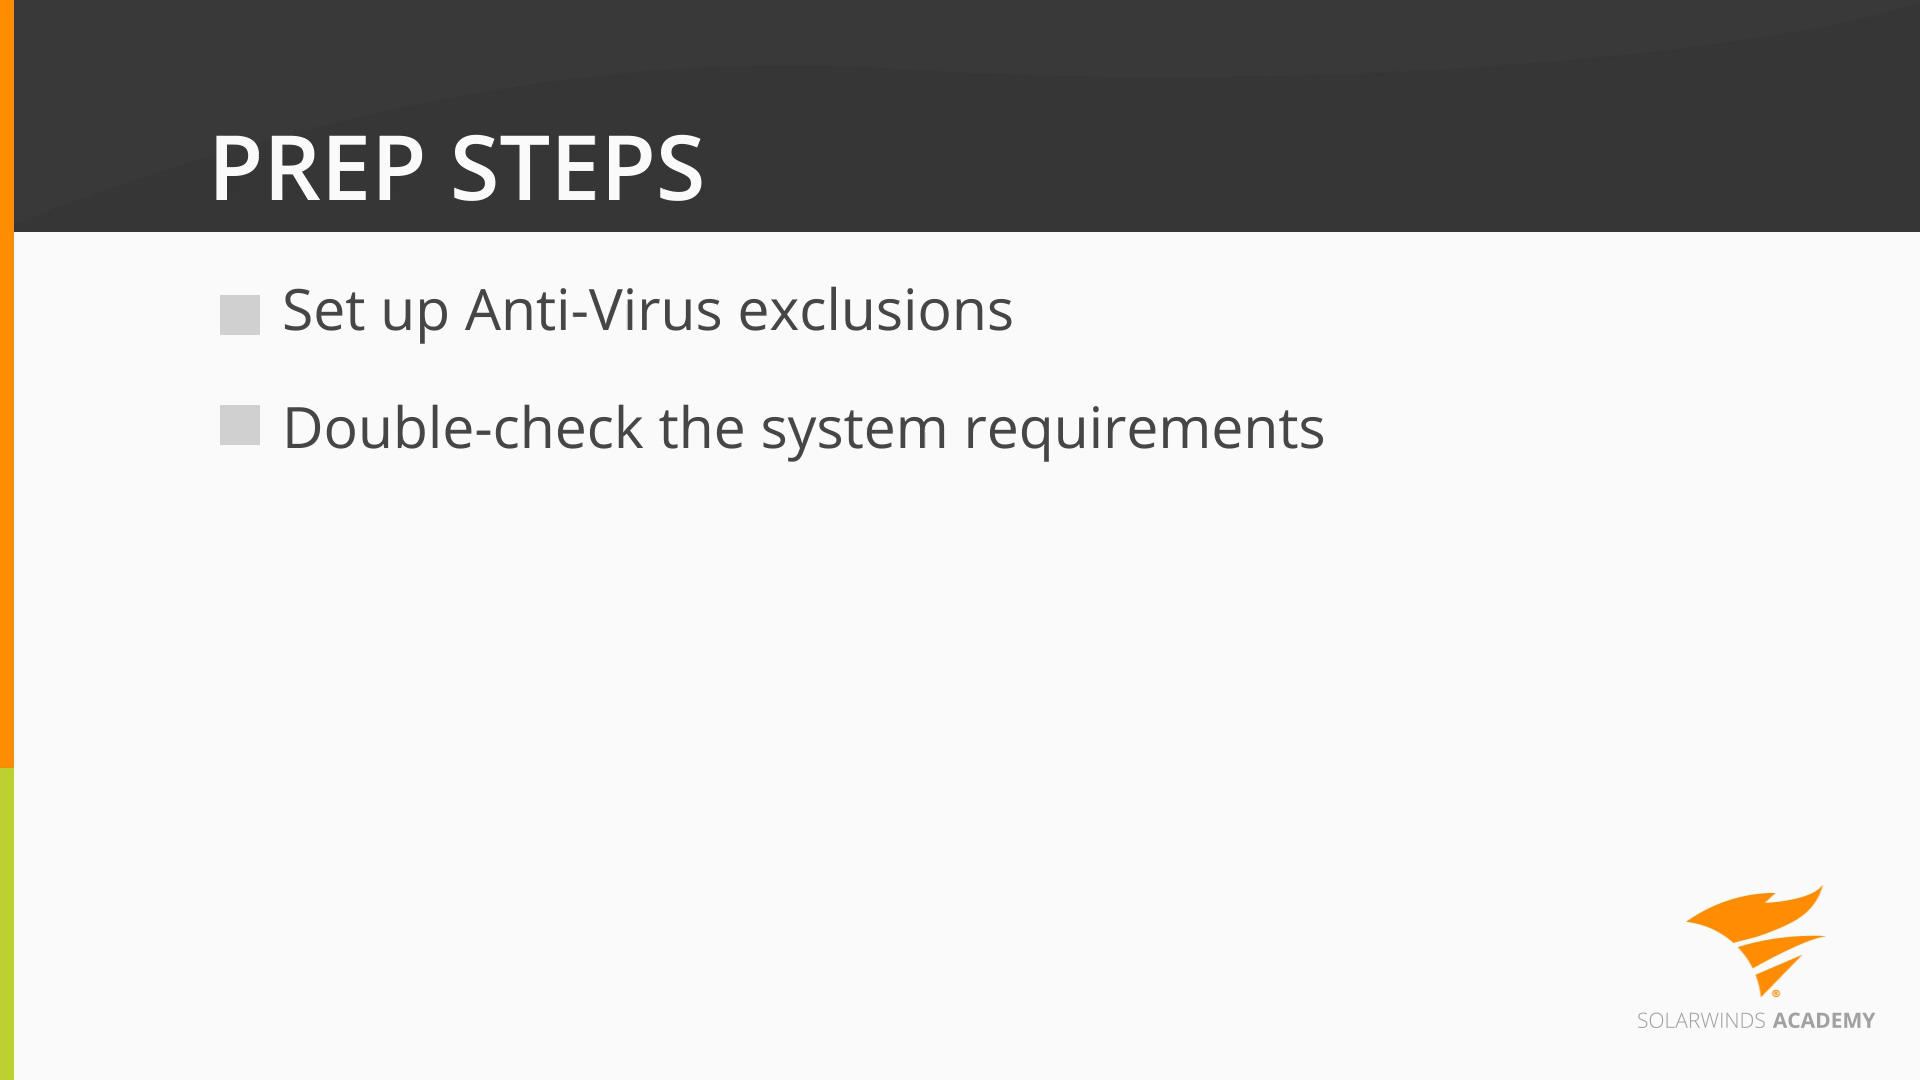 PREP STEPS
Set up Anti-Virus exclusions
Double-check the system requirements
®
SOLARWINDS ACADEMY